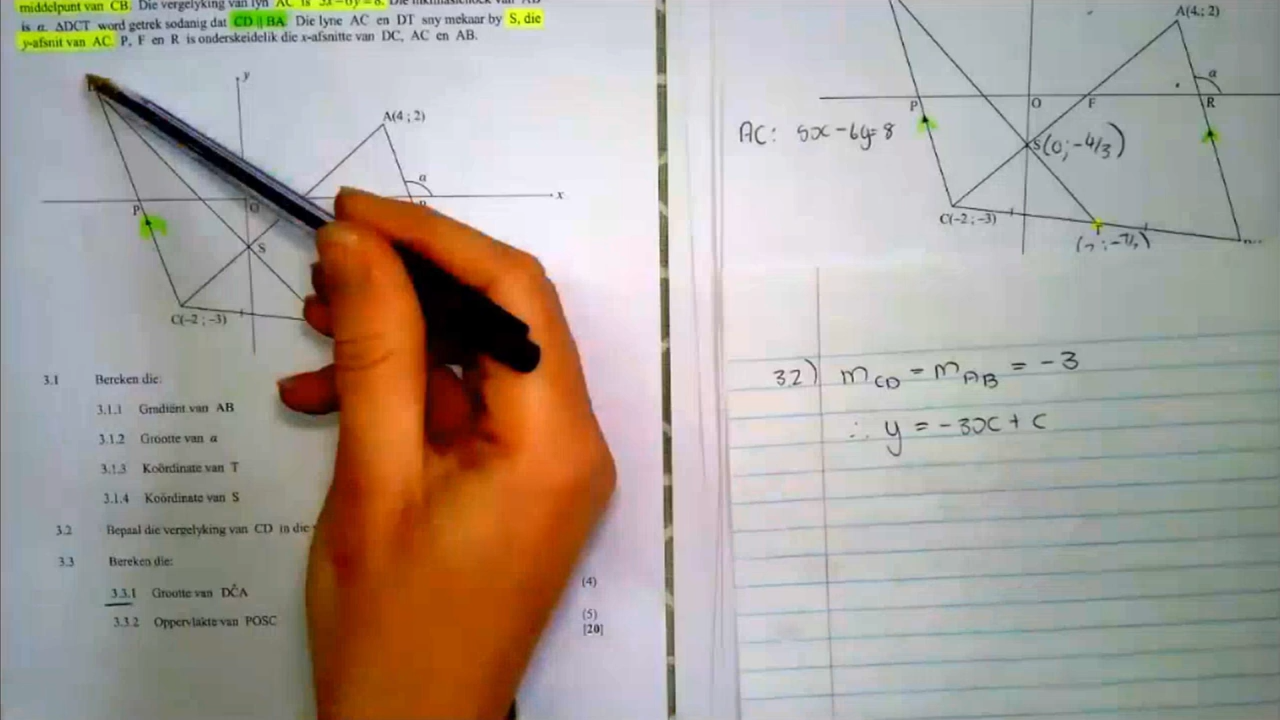 middelpunt van CB. Die vergelyking van lyn AC is 5x − 6y = 8. Die
is α. ΔDCT word getrek sodanig dat CD || BA. Die lyne AC en DT sny mekaar by S, die
y-afsnit van AC. P, F en R is onderskeidelik die x-afsnitte van DC, AC en AB.
y
A(4 ; 2)
α
x
P
O
S
C(−2 ; −3)
3.1 Bereken die:
3.1.1 Gradiënt van AB
3.1.2 Grootte van α
3.1.3 Koördinate van T
3.1.4 Koördinate van S
3.2 Bepaal die vergelyking van CD in die
3.3 Bereken die:
3.3.1 Grootte van DĈA (4)
3.3.2 Oppervlakte van POSC (5)
[20]
A(4 ; 2)
α
P O F R
AC: 5x − 6y = 8
S(0; −4/3)
C(−2 ; −3)
T
32) m CD = m AB = −3
∴ y = −3x + c